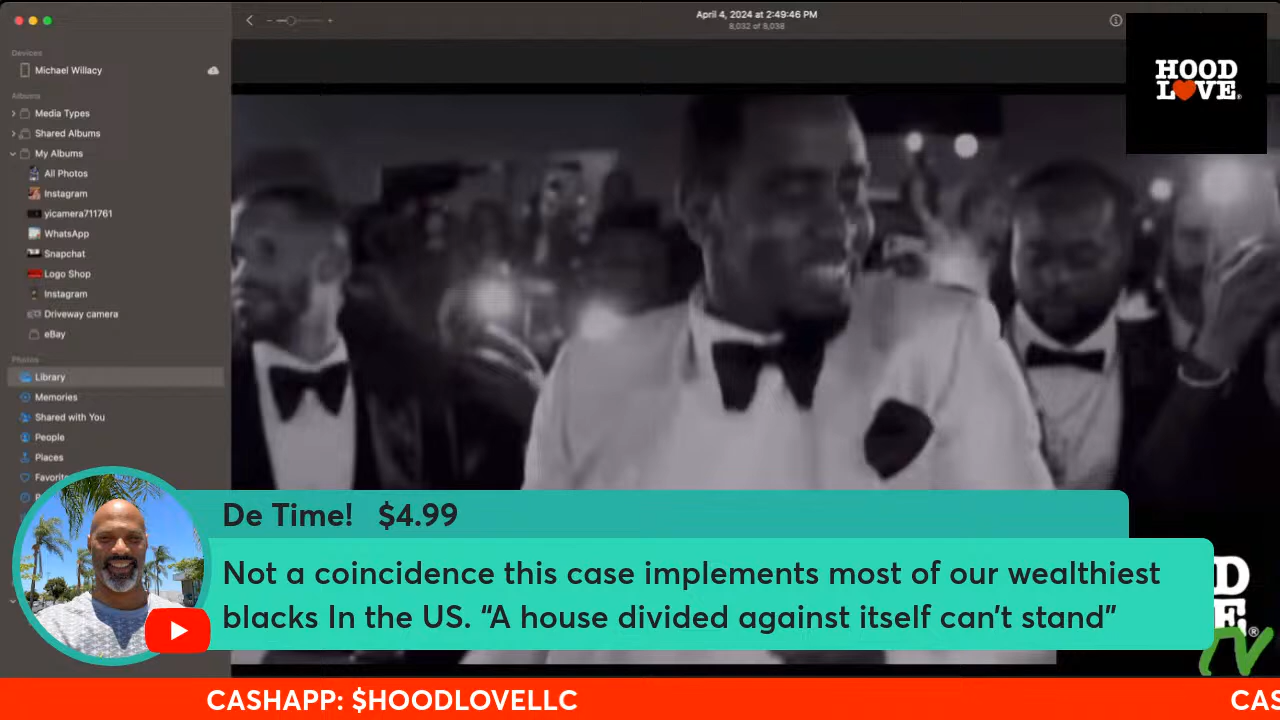 April 4, 2024 at 2:49:46 PM
8,032 of 8,038
HOOD
LOVE®
Devices
Michael Willacy
Albums
Media Types
Shared Albums
My Albums
All Photos
Instagram
yicamera711761
WhatsApp
Snapchat
Logo Shop
Instagram
Driveway camera
eBay
Photos
Library
Memories
Shared with You
People
Places
De Time! $4.99
Not a coincidence this case implements most of our wealthiest
blacks In the US. “A house divided against itself can’t stand”
TV
CASHAPP: $HOODLOVELLC
CAS